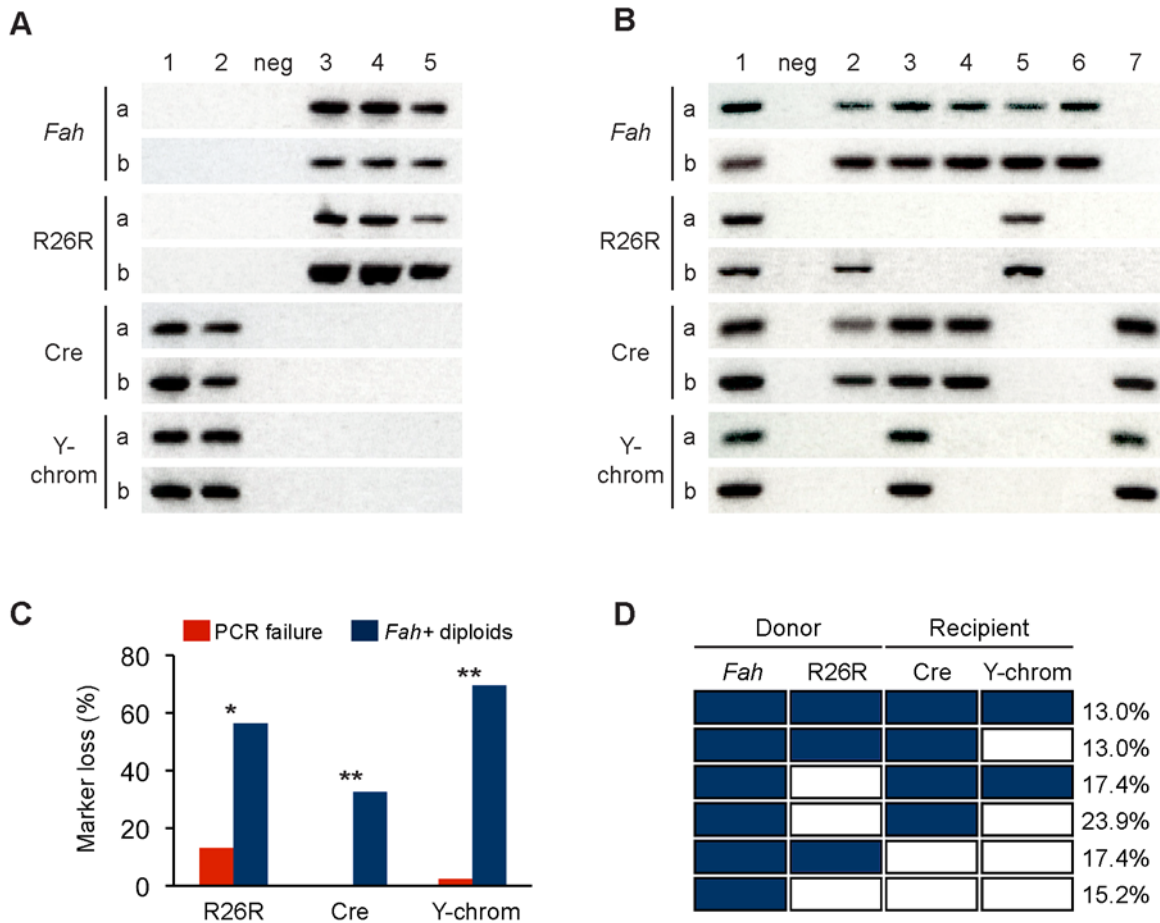 A
1 2 neg 3 4 5
Fah
a
b
R26R
a
b
Cre
a
b
Y-
chrom
a
b
B
1 neg 2 3 4 5 6 7
Fah
a
b
R26R
a
b
Cre
a
b
Y-
chrom
a
b
C
PCR failure Fah+ diploids
Marker loss (%)
80
60
40
20
0
*
**
**
R26R Cre Y-chrom
D
Donor Recipient
Fah R26R Cre Y-chrom
13.0%
13.0%
17.4%
23.9%
17.4%
15.2%